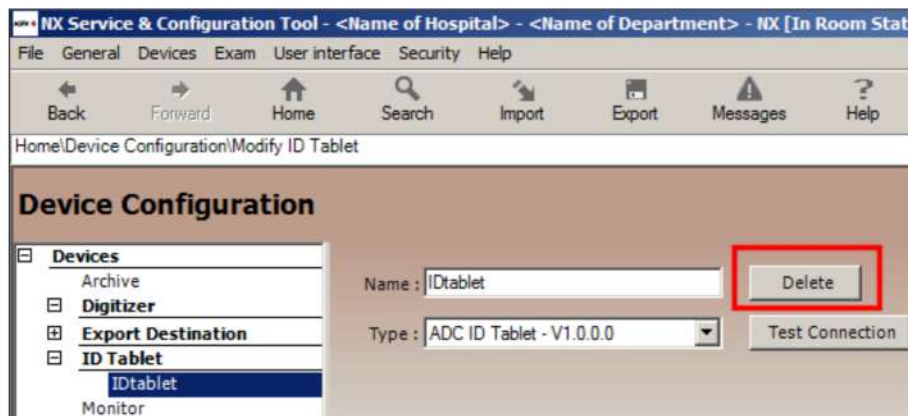 NX Service & Configuration Tool - <Name of Hospital> - <Name of Department> - NX [In Room Stat
File General Devices Exam User interface Security Help
Back Forward Home Search Import Export Messages Help
Home\Device Configuration\Modify ID Tablet
Device Configuration
Devices
Archive
Name : IDtablet Delete
Digitizer
Export Destination
Type : ADC ID Tablet - V1.0.0.0 Test Connection
ID Tablet
IDtablet
Monitor